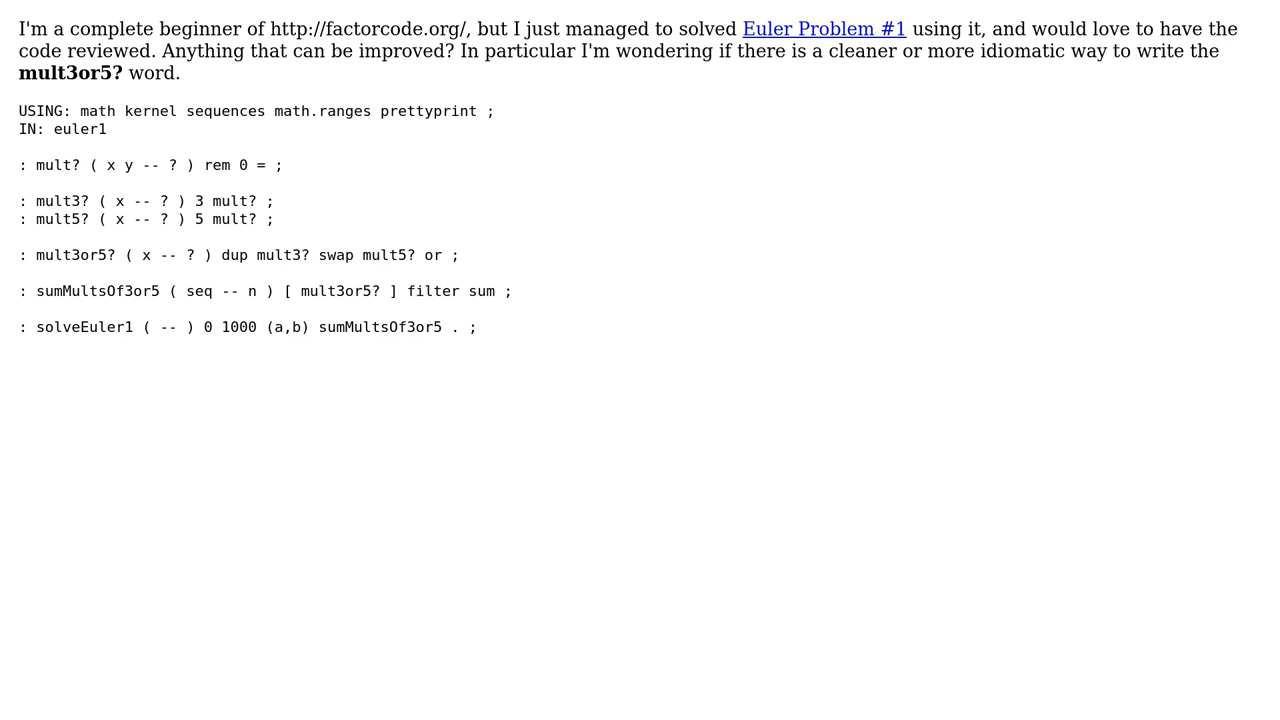 I'm a complete beginner of http://factorcode.org/, but I just managed to solved Euler Problem #1 using it, and would love to have the
code reviewed. Anything that can be improved? In particular I'm wondering if there is a cleaner or more idiomatic way to write the
mult3or5? word.
USING: math kernel sequences math.ranges prettyprint ;
IN: euler1
: mult? ( x y -- ? ) rem 0 = ;
: mult3? ( x -- ? ) 3 mult? ;
: mult5? ( x -- ? ) 5 mult? ;
: mult3or5? ( x -- ? ) dup mult3? swap mult5? or ;
: sumMultsOf3or5 ( seq -- n ) [ mult3or5? ] filter sum ;
: solveEuler1 ( -- ) 0 1000 (a,b) sumMultsOf3or5 . ;